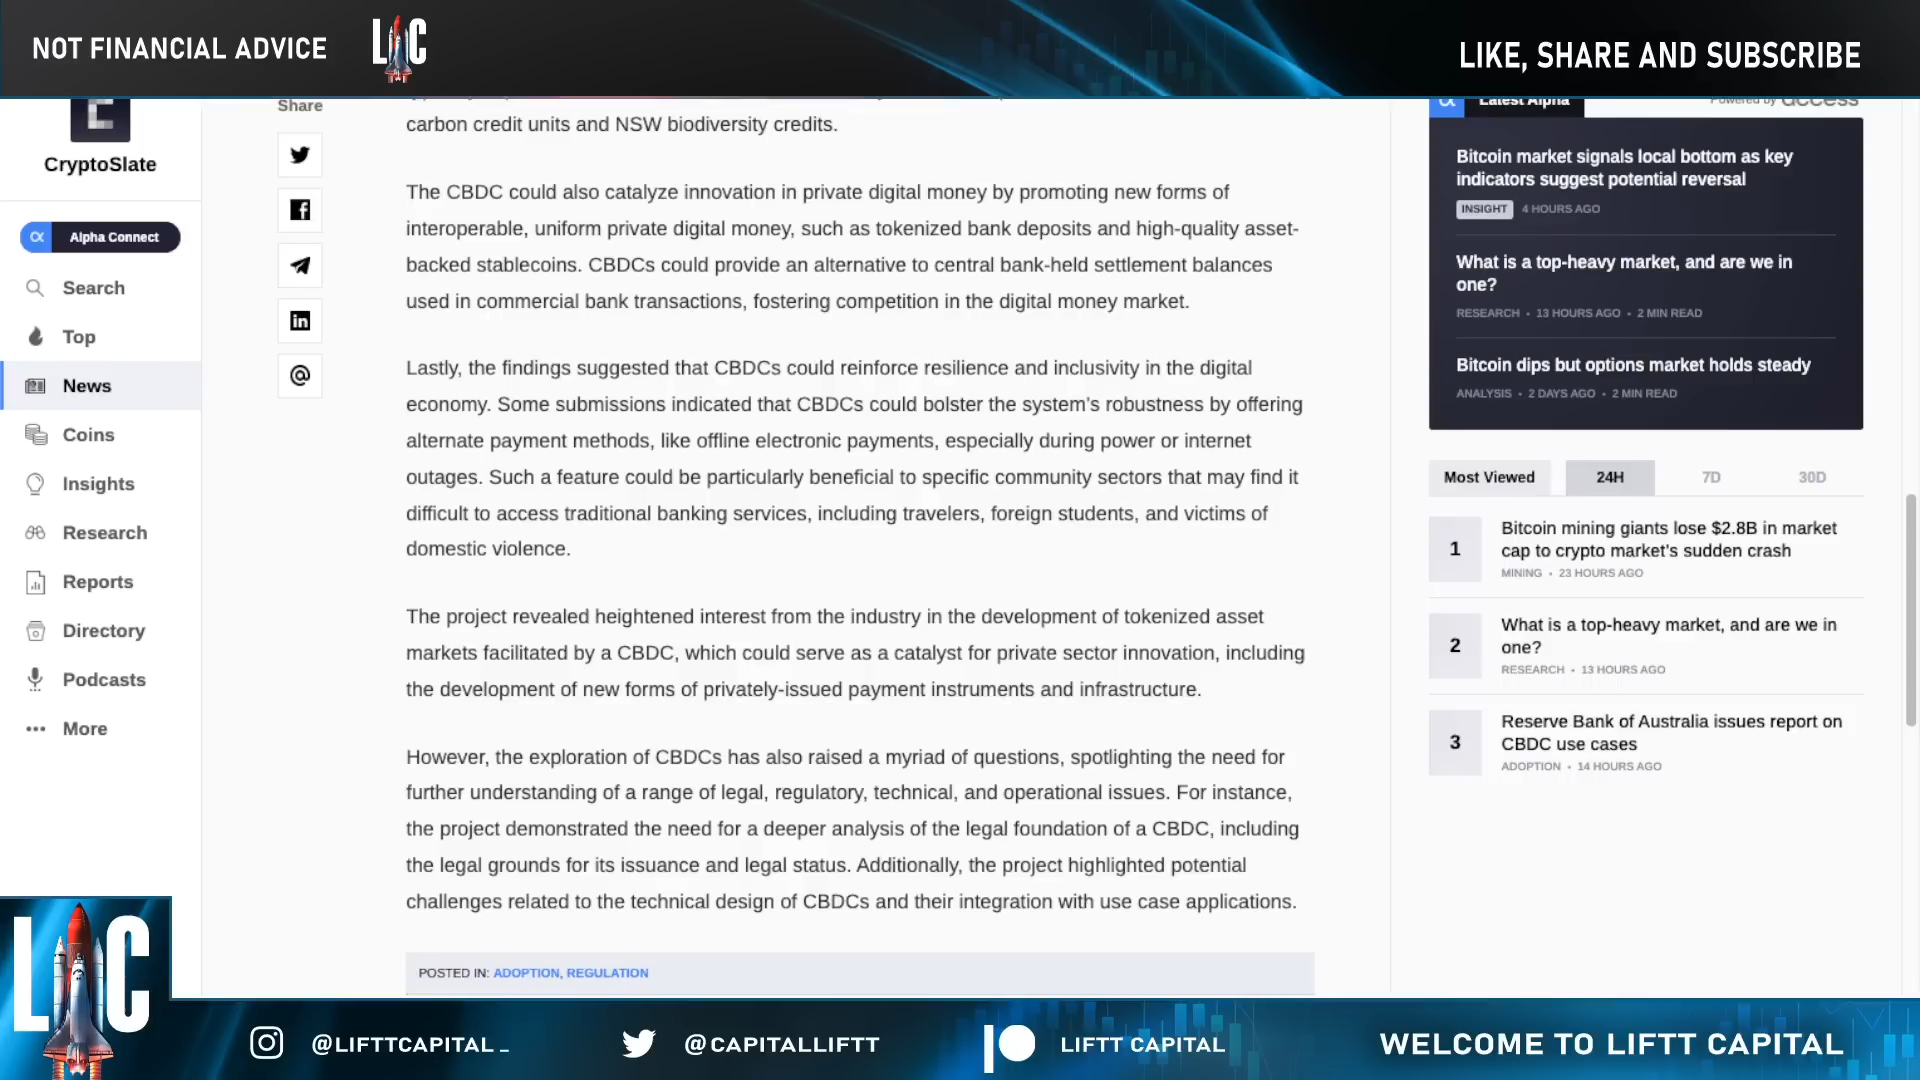 NOT FINANCIAL ADVICE
LC
LIKE, SHARE AND SUBSCRIBE
CryptoSlate
Alpha Connect
Search
Top
News
Coins
Insights
Research
Reports
Directory
Podcasts
More
Share
carbon credit units and NSW biodiversity credits.
The CBDC could also catalyze innovation in private digital money by promoting new forms of
interoperable, uniform private digital money, such as tokenized bank deposits and high-quality asset-
backed stablecoins. CBDCs could provide an alternative to central bank-held settlement balances
used in commercial bank transactions, fostering competition in the digital money market.
Lastly, the findings suggested that CBDCs could reinforce resilience and inclusivity in the digital
economy. Some submissions indicated that CBDCs could bolster the system's robustness by offering
alternate payment methods, like offline electronic payments, especially during power or internet
outages. Such a feature could be particularly beneficial to specific community sectors that may find it
difficult to access traditional banking services, including travelers, foreign students, and victims of
domestic violence.
The project revealed heightened interest from the industry in the development of tokenized asset
markets facilitated by a CBDC, which could serve as a catalyst for private sector innovation, including
the development of new forms of privately-issued payment instruments and infrastructure.
However, the exploration of CBDCs has also raised a myriad of questions, spotlighting the need for
further understanding of a range of legal, regulatory, technical, and operational issues. For instance,
the project demonstrated the need for a deeper analysis of the legal foundation of a CBDC, including
the legal grounds for its issuance and legal status. Additionally, the project highlighted potential
challenges related to the technical design of CBDCs and their integration with use case applications.
POSTED IN: ADOPTION, REGULATION
Latest Alpha
Powered by access
Bitcoin market signals local bottom as key
indicators suggest potential reversal
INSIGHT 4 HOURS AGO
What is a top-heavy market, and are we in
one?
RESEARCH • 13 HOURS AGO • 2 MIN READ
Bitcoin dips but options market holds steady
ANALYSIS • 2 DAYS AGO • 2 MIN READ
Most Viewed 24H 7D 30D
1
Bitcoin mining giants lose $2.8B in market
cap to crypto market's sudden crash
MINING • 23 HOURS AGO
2
What is a top-heavy market, and are we in
one?
RESEARCH • 13 HOURS AGO
3
Reserve Bank of Australia issues report on
CBDC use cases
ADOPTION • 14 HOURS AGO
LC
@LIFTTCAPITAL_
@CAPITALLIFTT
LIFTT CAPITAL
WELCOME TO LIFTT CAPITAL